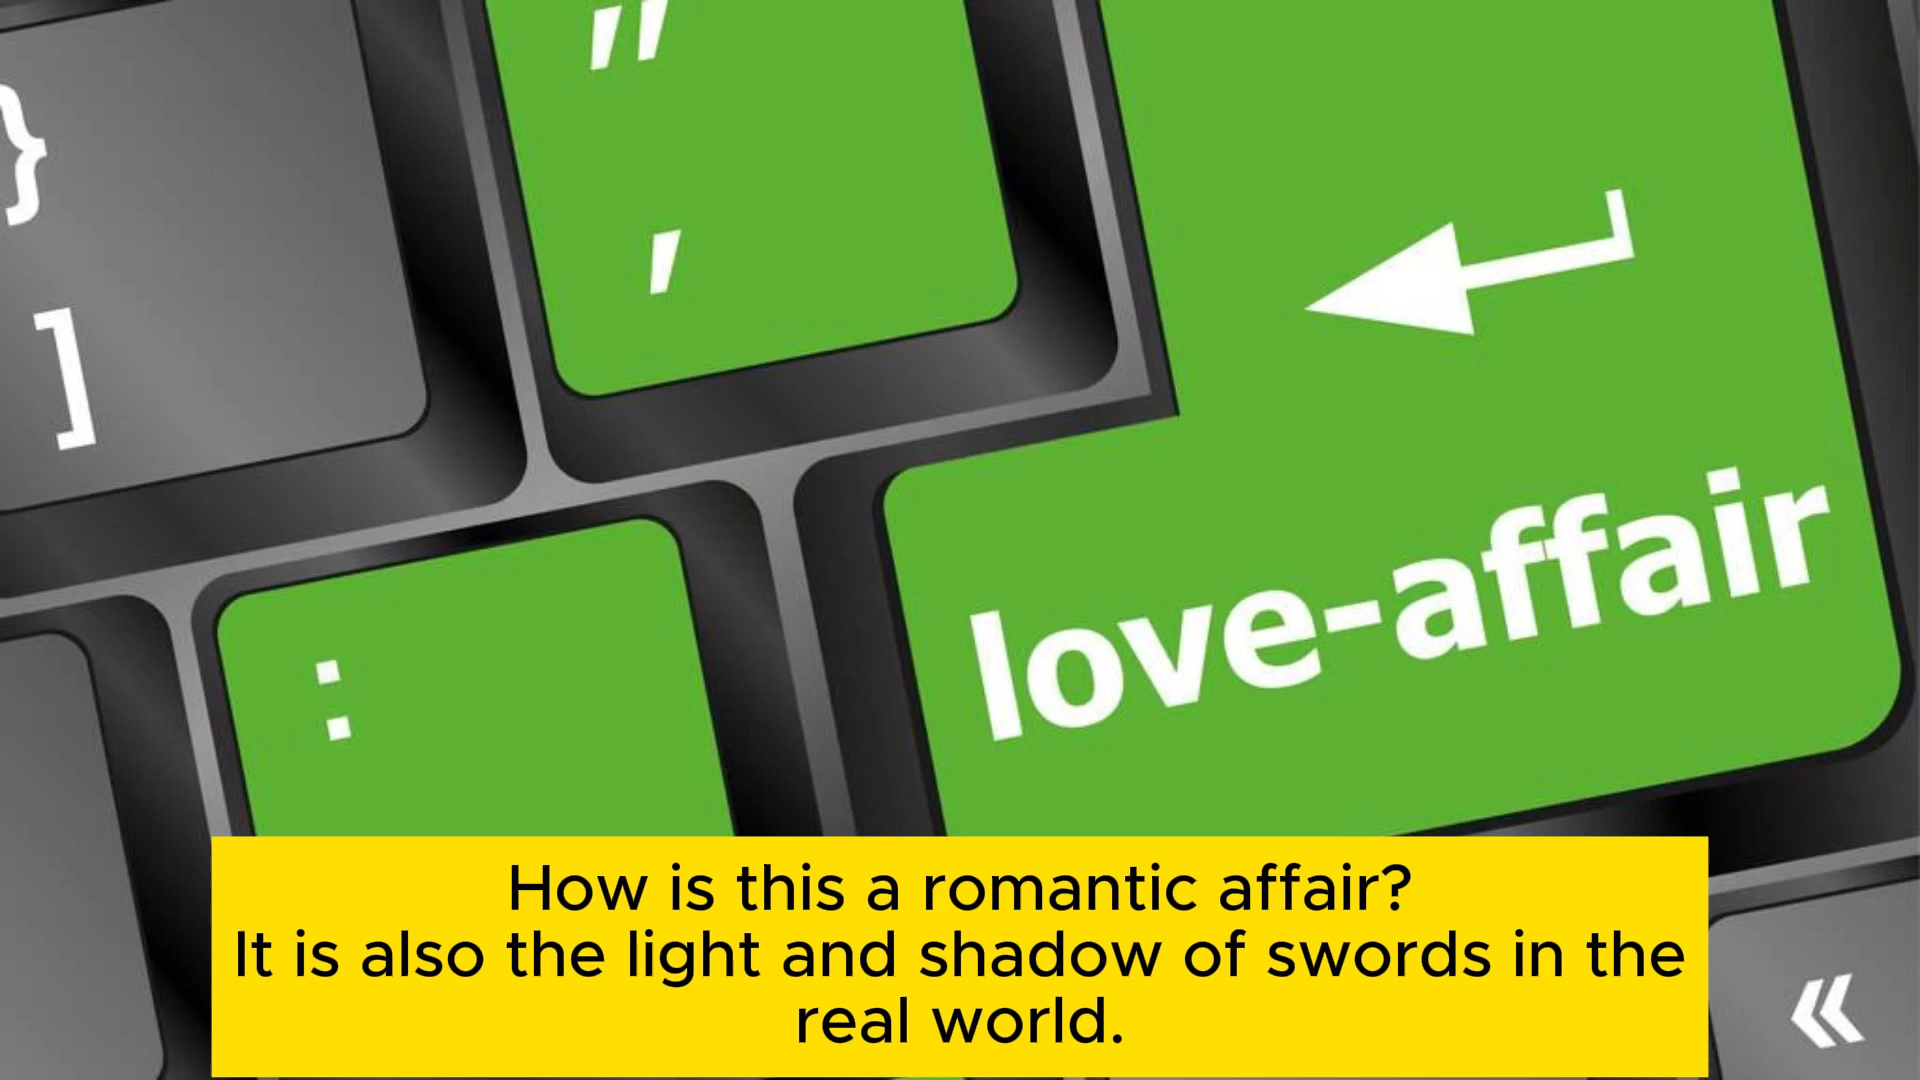 }
]
"
,
:
love-affair
«
How is this a romantic affair?
It is also the light and shadow of swords in the
real world.